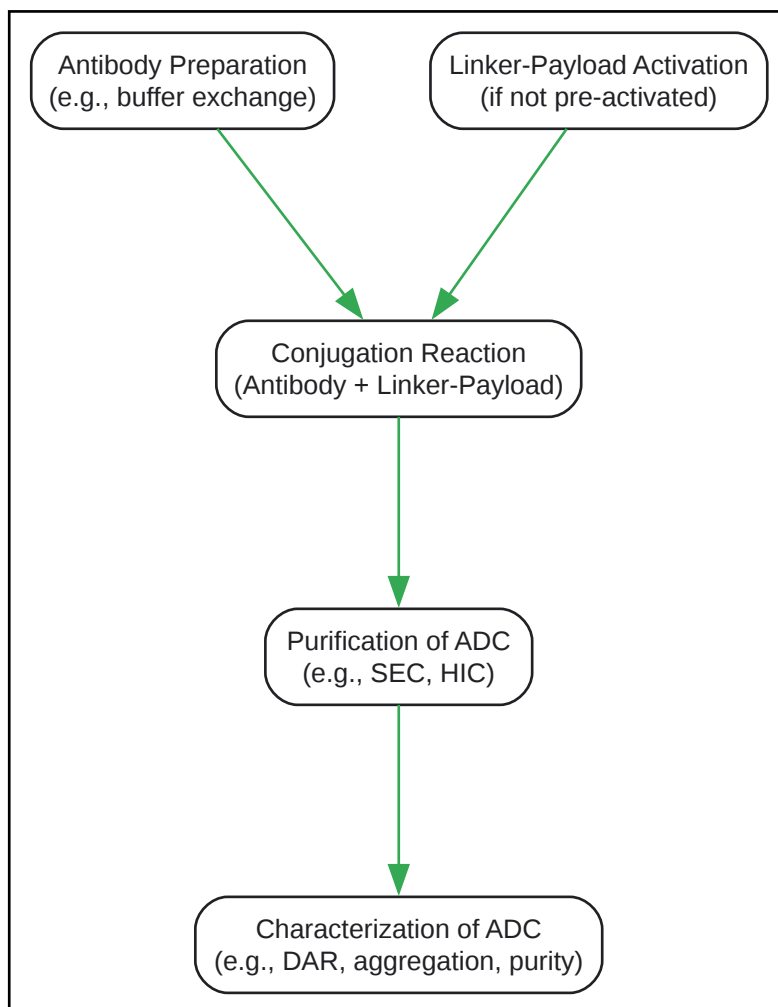 Antibody Preparation
(e.g., buffer exchange)
Linker-Payload Activation
(if not pre-activated)
Conjugation Reaction
(Antibody + Linker-Payload)
Purification of ADC
(e.g., SEC, HIC)
Characterization of ADC
(e.g., DAR, aggregation, purity)